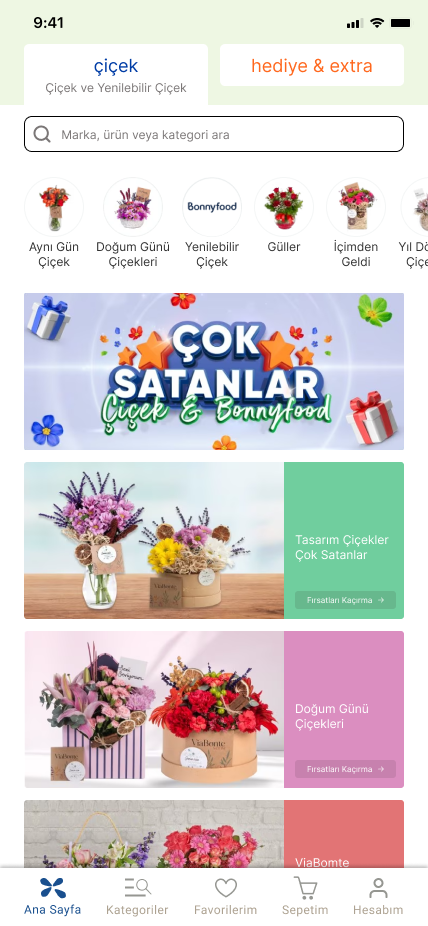 9:41
çiçek
Çiçek ve Yenilebilir Çiçek
hediye & extra
Marka, ürün veya kategori ara
Aynı Gün
Çiçek
Doğum Günü
Çiçekleri
Bonnyfood
Yenilebilir
Çiçek
Güller
İçimden
Geldi
Yıl Dö
Çiçe
ÇOK
SATANLAR
Çiçek & Bonnyfood
Tasarım Çiçekler
Çok Satanlar
Fırsatları Kaçırma →
ViaBonte
Doğum Günü
Çiçekleri
Fırsatları Kaçırma →
ViaBonte
ViaBomte
Ana Sayfa
Kategoriler
Favorilerim
Sepetim
Hesabım